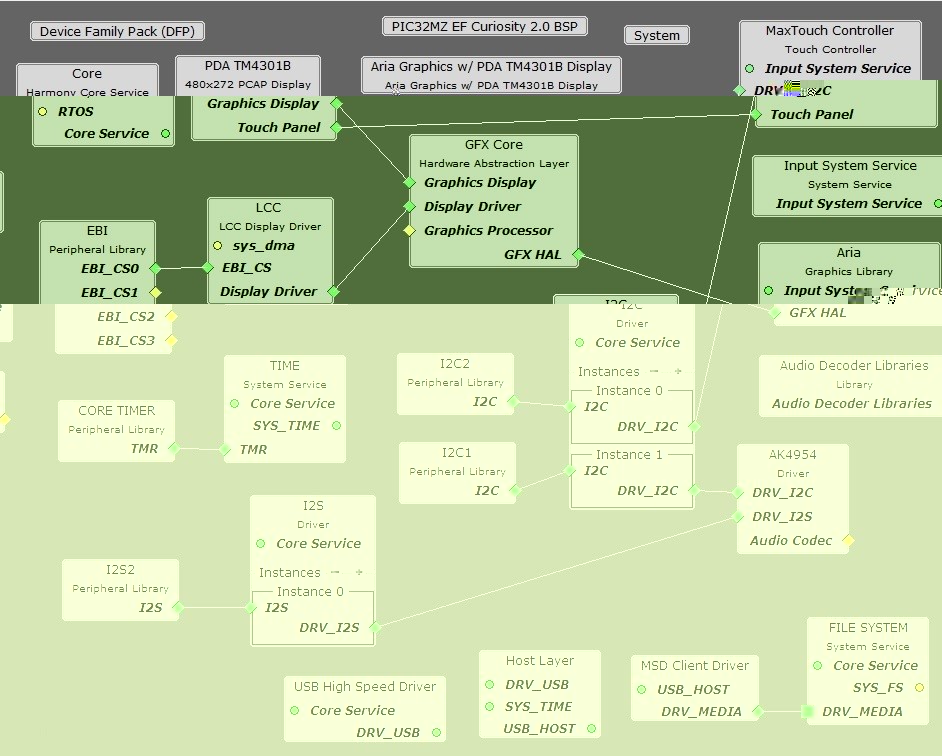 Device Family Pack (DFP)
PIC32MZ EF Curiosity 2.0 BSP
System
MaxTouch Controller
Touch Controller
Input System Service
Touch Panel
Core
Harmony Core Service
RTOS
Core Service
PDA TM4301B
480x272 PCAP Display
Graphics Display
Touch Panel
Aria Graphics w/ PDA TM4301B Display
Aria Graphics w/ PDA TM4301B Display
GFX Core
Hardware Abstraction Layer
Graphics Display
Display Driver
Graphics Processor
GFX HAL
Input System Service
System Service
Input System Service
EBI
Peripheral Library
EBI_CS0
EBI_CS1
EBI_CS2
EBI_CS3
LCC
LCC Display Driver
sys_dma
EBI_CS
Display Driver
Aria
Graphics Library
Input
GFX HAL
I2C
Driver
Core Service
Instances
Instance 0
I2C
DRV_I2C
Instance 1
I2C
DRV_I2C
TIME
System Service
Core Service
SYS_TIME
TMR
I2C2
Peripheral Library
I2C
Audio Decoder Libraries
Library
Audio Decoder Libraries
CORE TIMER
Peripheral Library
TMR
I2C1
Peripheral Library
I2C
AK4954
Driver
DRV_I2C
DRV_I2S
Audio Codec
I2S
Driver
Core Service
Instances
Instance 0
I2S
DRV_I2S
I2S2
Peripheral Library
I2S
FILE SYSTEM
System Service
Core Service
SYS_FS
DRV_MEDIA
Host Layer
DRV_USB
SYS_TIME
USB_HOST
MSD Client Driver
USB_HOST
DRV_MEDIA
USB High Speed Driver
Core Service
DRV_USB